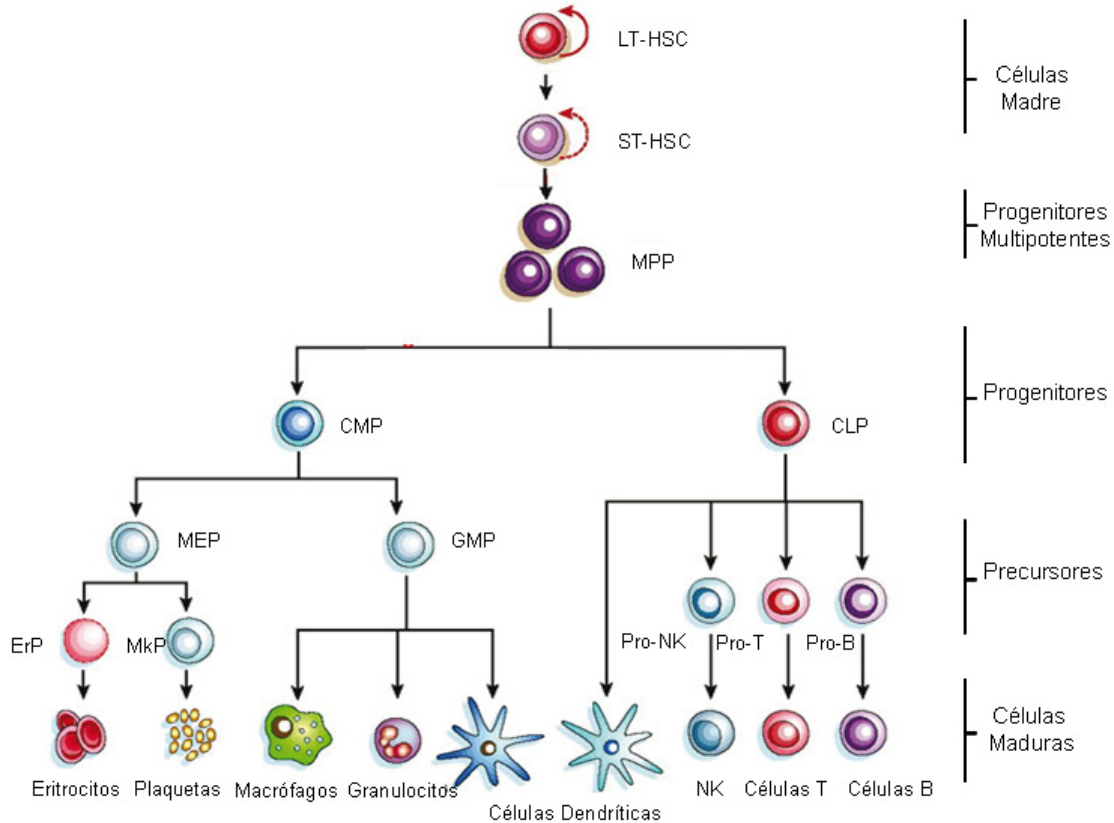 LT-HSC
Células
Madre
ST-HSC
Progenitores
Multipotentes
MPP
Progenitores
CMP
CLP
MEP
GMP
Precursores
ErP
MkP
Pro-NK
Pro-T
Pro-B
Células
Maduras
Eritrocitos
Plaquetas
Macrófagos
Granulocitos
Células Dendríticas
NK
Células T
Células B